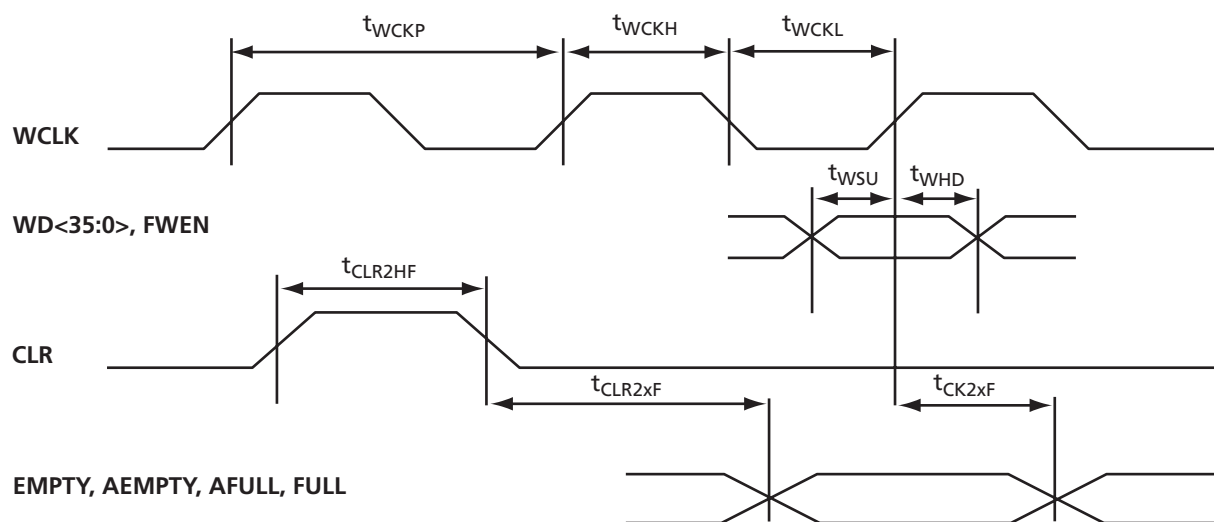 tWCKP tWCKH tWCKL
WCLK
tWSU tWHD
WD<35:0>, FWEN
tCLR2HF
CLR
tCLR2xF tCK2xF
EMPTY, AEMPTY, AFULL, FULL